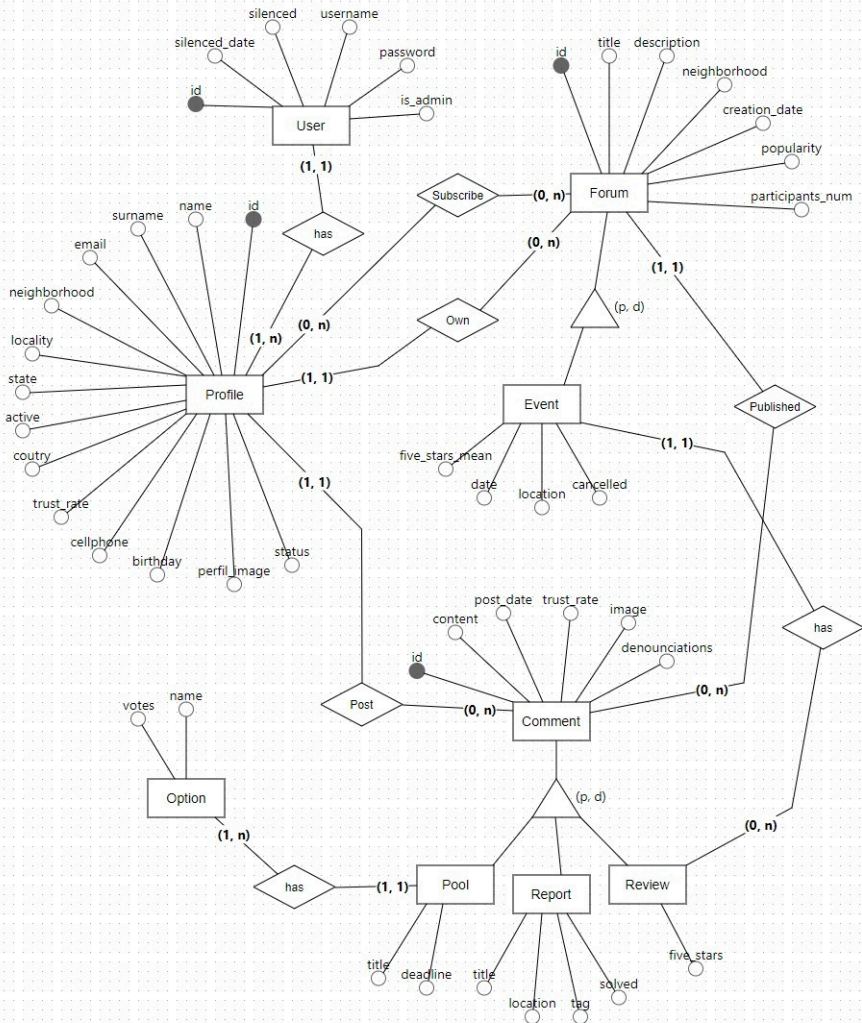 silenced
username
silenced_date
password
id
is_admin
User
(1, 1)
has
(1, n)
id
title
description
neighborhood
creation_date
popularity
participants_num
Forum
Subscribe
(0, n)
(0, n)
Own
(0, n)
(1, 1)
(p, d)
(1, 1)
Published
(0, n)
id
name
surname
email
neighborhood
locality
state
active
coutry
trust_rate
cellphone
birthday
perfil_image
status
Profile
(1, 1)
Post
(0, n)
Event
five_stars_mean
date
location
cancelled
(1, 1)
has
(0, n)
id
content
post_date
trust_rate
image
denounciations
Comment
(p, d)
votes
name
Option
(1, n)
has
(1, 1)
Pool
title
deadline
Report
title
location
tag
solved
Review
five_stars